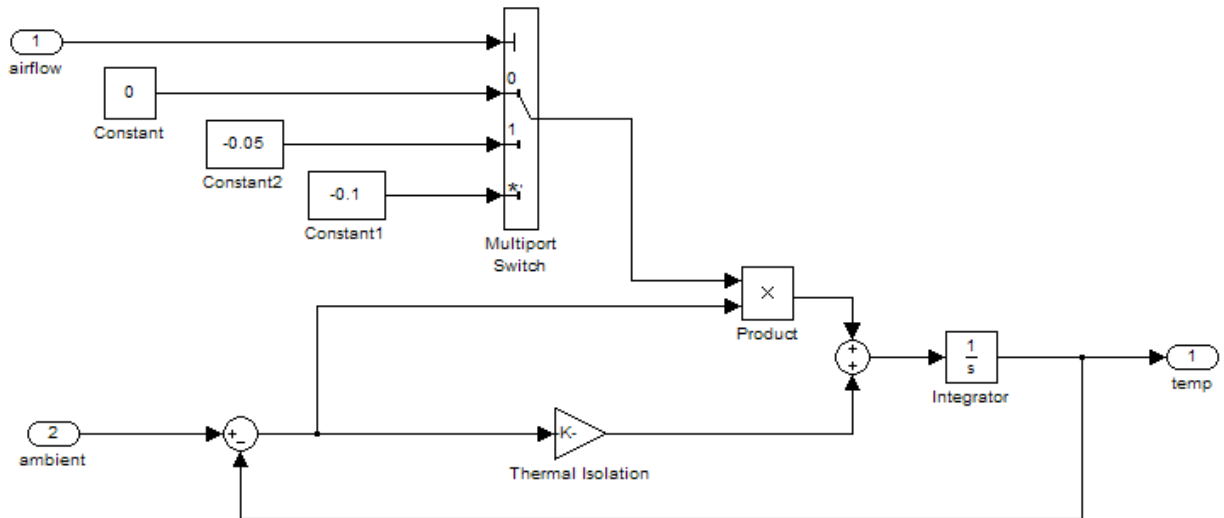 1
airflow
0
Constant
-0.05
Constant2
-0.1
Constant1
0
1
*,
Multiport
Switch
×
Product
+
+
1
s
Integrator
1
temp
2
ambient
+
−
-K-
Thermal Isolation